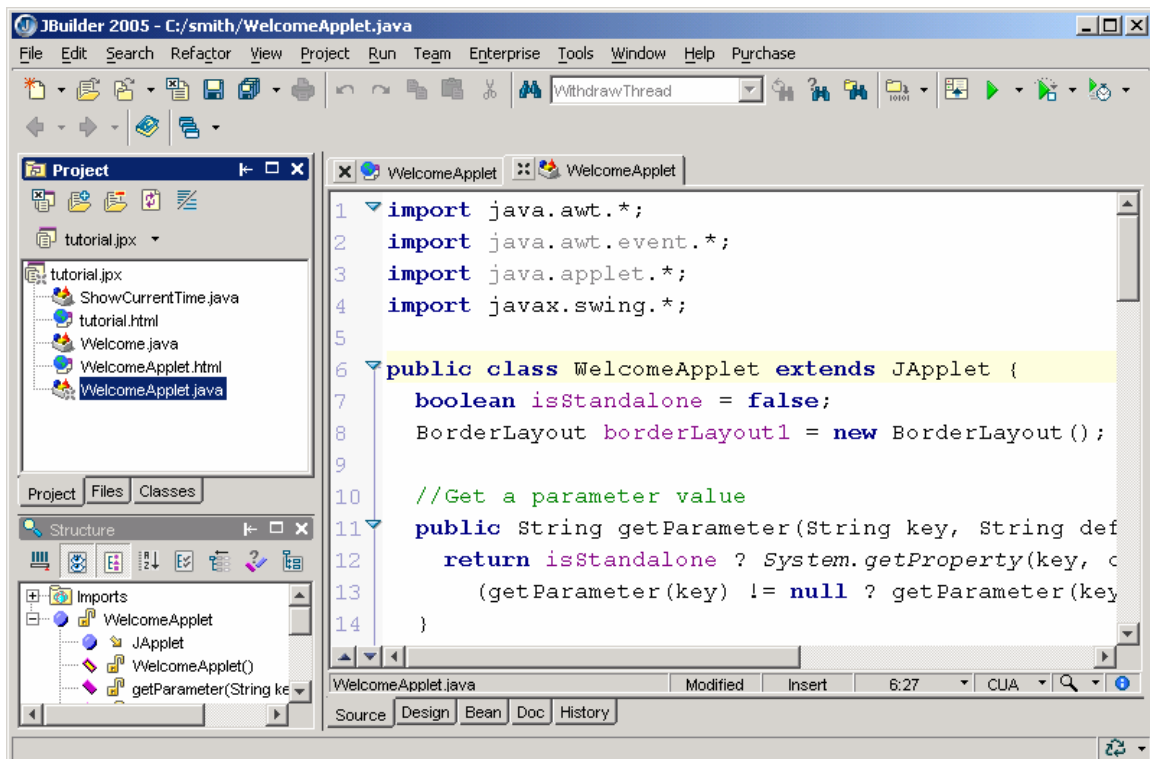 JBuilder 2005 - C:/smith/WelcomeApplet.java
File Edit Search Refactor View Project Run Team Enterprise Tools Window Help Purchase
WithdrawThread
Project
tutorial.jpx
tutorial.jpx
ShowCurrentTime.java
tutorial.html
Welcome.java
WelcomeApplet.html
WelcomeApplet.java
Project Files Classes
Structure
Imports
WelcomeApplet
JApplet
WelcomeApplet()
getParameter(String ke
WelcomeApplet WelcomeApplet
1 import java.awt.*;
2 import java.awt.event.*;
3 import java.applet.*;
4 import javax.swing.*;
5
6 public class WelcomeApplet extends JApplet {
7 boolean isStandalone = false;
8 BorderLayout borderLayout1 = new BorderLayout();
9
10 //Get a parameter value
11 public String getParameter(String key, String def
12 return isStandalone ? System.getProperty(key,
13 (getParameter(key) != null ? getParameter(key
14 }
WelcomeApplet.java Modified Insert 6:27 CUA
Source Design Bean Doc History